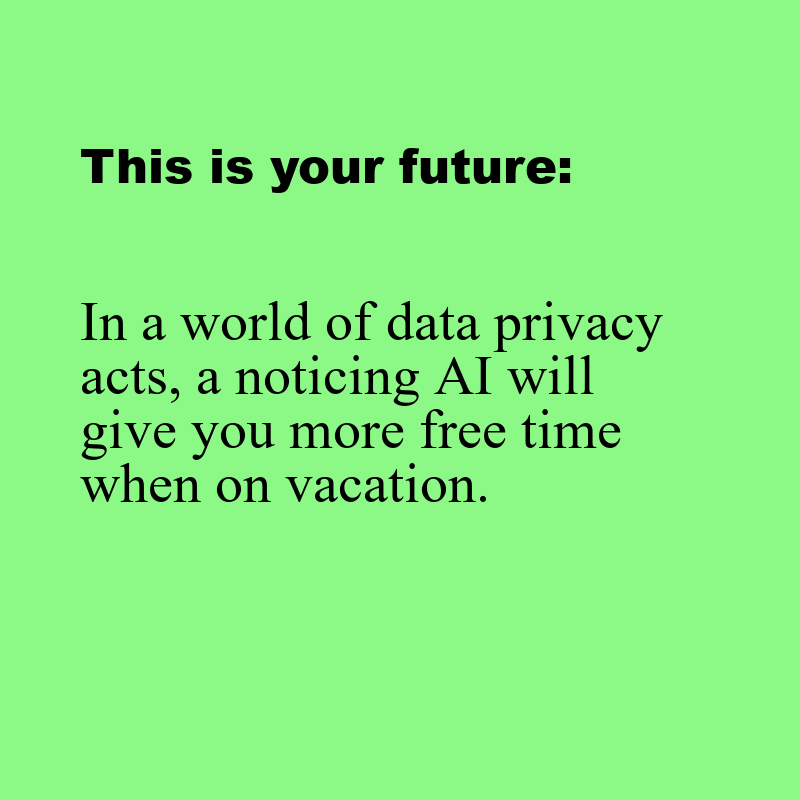 This is your future:
In a world of data privacy
acts, a noticing AI will
give you more free time
when on vacation.